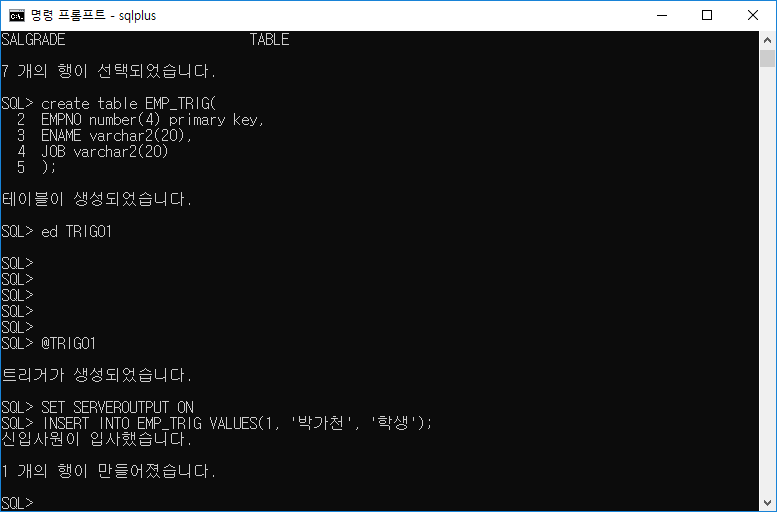 명령 프롬프트 - sqlplus
SALGRADE TABLE
7 개의 행이 선택되었습니다.
SQL> create table EMP_TRIG(
2 EMPNO number(4) primary key,
3 ENAME varchar2(20),
4 JOB varchar2(20)
5 );
테이블이 생성되었습니다.
SQL> ed TRIG01
SQL>
SQL>
SQL>
SQL>
SQL>
SQL> @TRIG01
트리거가 생성되었습니다.
SQL> SET SERVEROUTPUT ON
SQL> INSERT INTO EMP_TRIG VALUES(1, '박가천', '학생');
신입사원이 입사했습니다.
1 개의 행이 만들어졌습니다.
SQL>